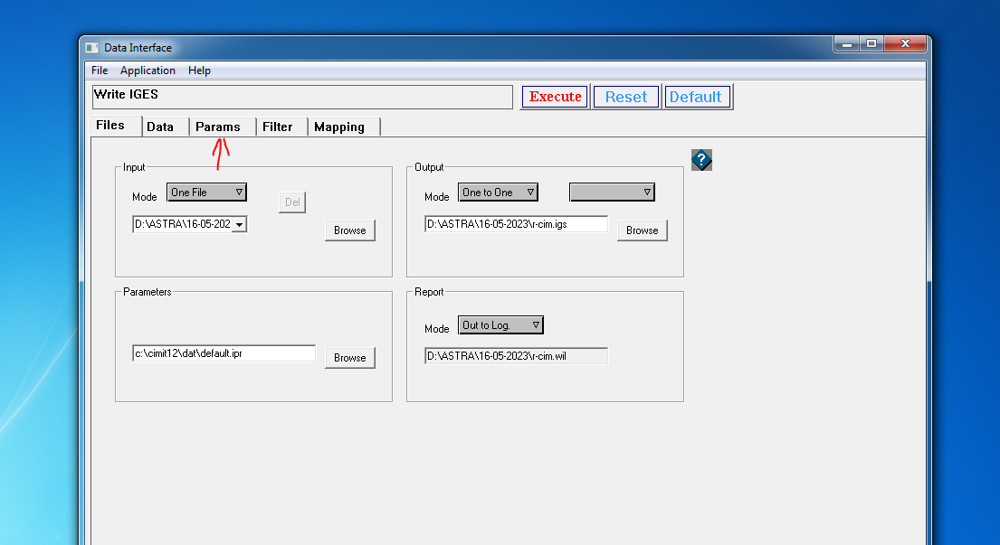 Data Interface
File Application Help
Write IGES
Execute Reset Default
Files Data Params Filter Mapping
Input
Mode One File
Del
D:\ASTRA\16-05-202
Browse
Output
Mode One to One
D:\ASTRA\16-05-2023\r-cim.igs
Browse
?
Parameters
c:\cimit12\dat\default.ipr
Browse
Report
Mode Out to Log.
D:\ASTRA\16-05-2023\r-cim.wil